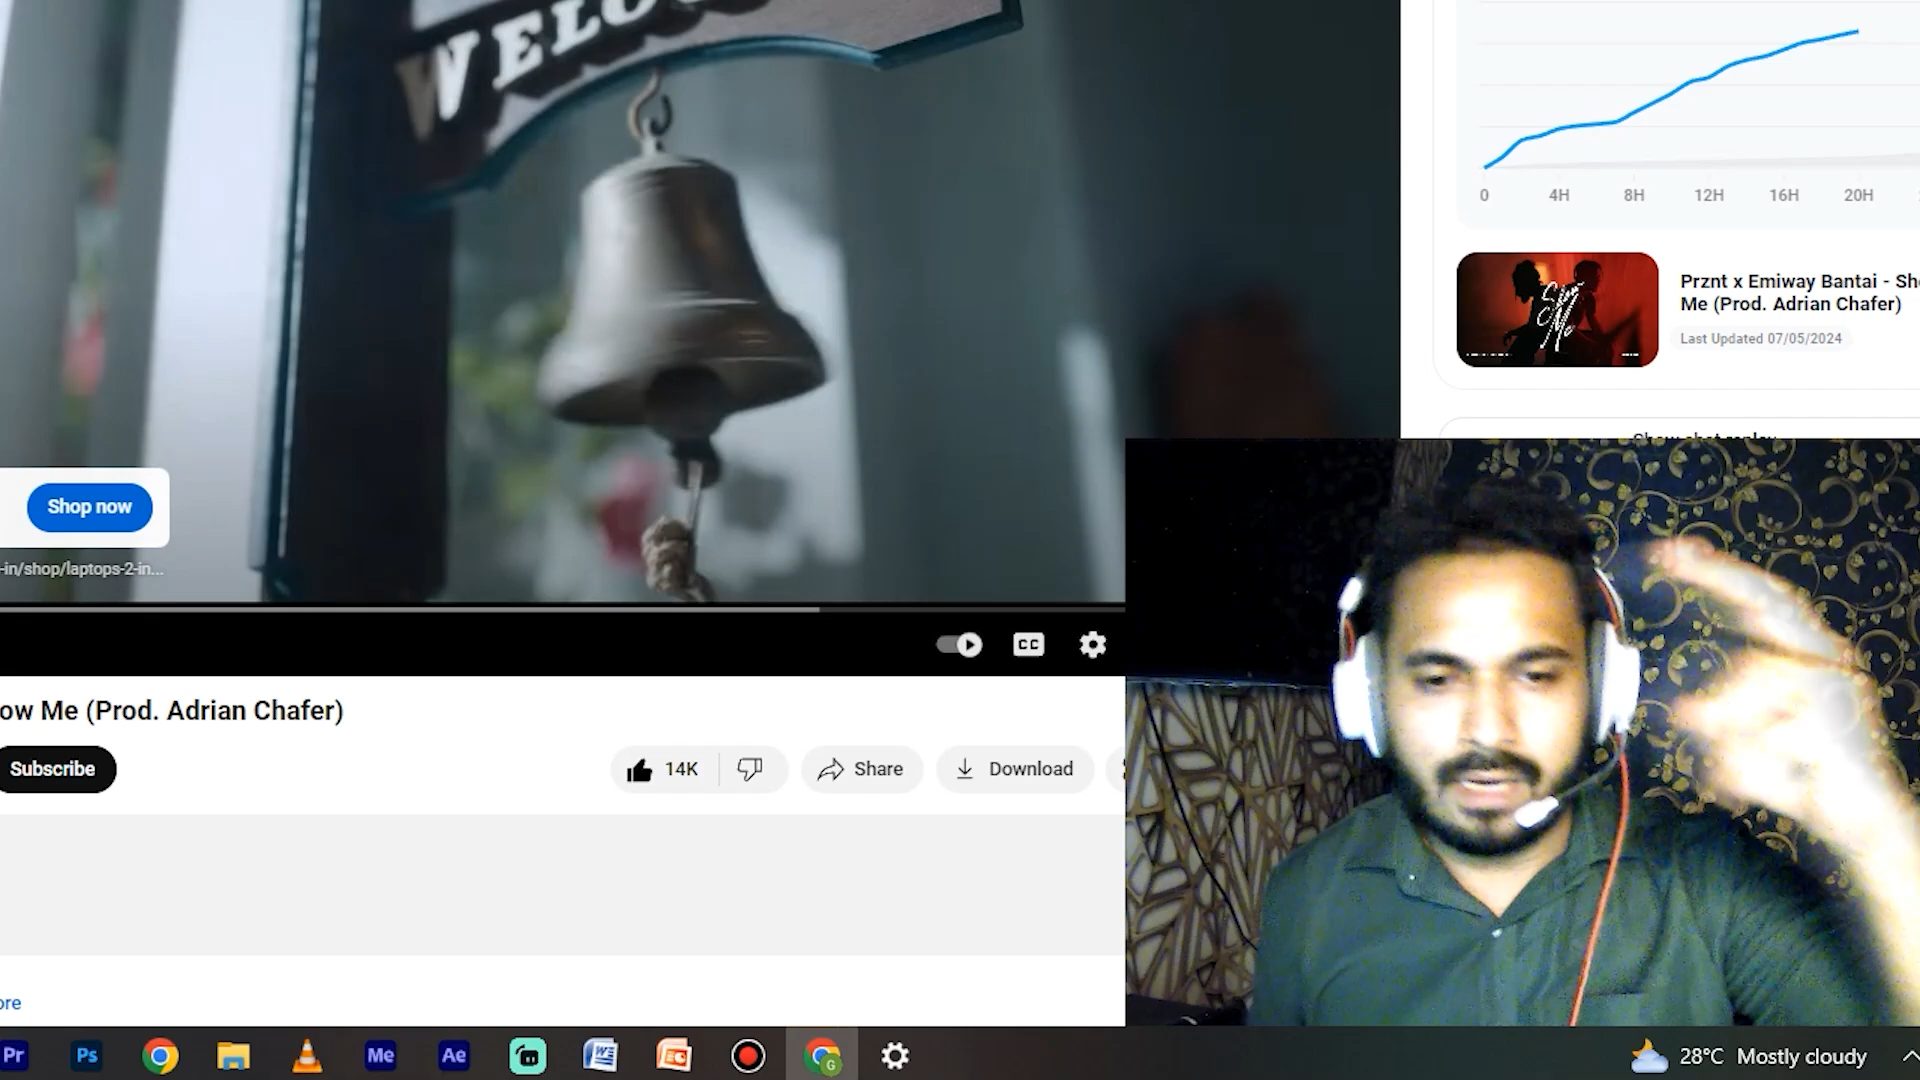 0
4H
8H
12H
16H
20H
Prznt x Emiway Bantai - Sh
Me (Prod. Adrian Chafer)
Last Updated 07/05/2024
Shop now
-in/shop/laptops-2-in...
CC
ow Me (Prod. Adrian Chafer)
Subscribe
14K
Share
Download
ore
Pr
Ps
Me
Ae
28°C Mostly cloudy